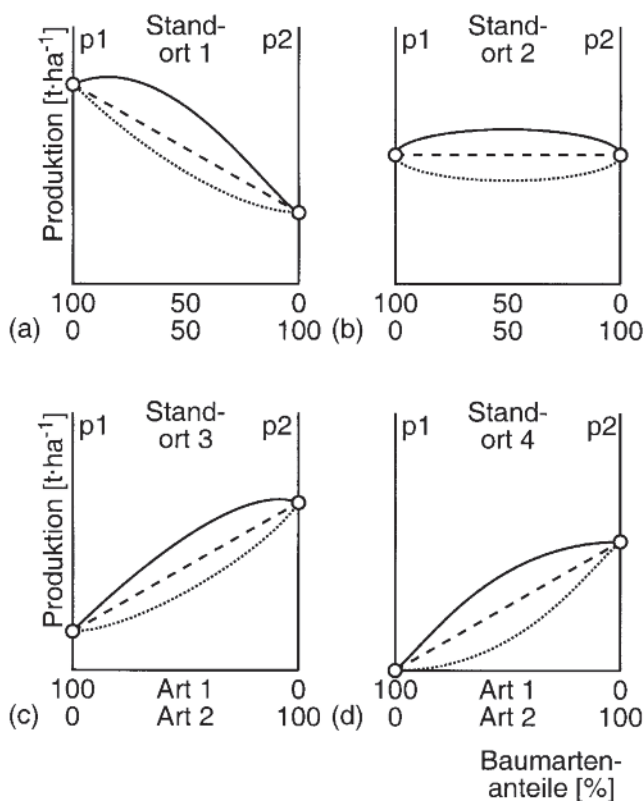 p1 Stand-
ort 1 p2
Produktion [t·ha⁻¹]
100 50 0
(a) 0 50 100
p1 Stand-
ort 2 p2
100 50 0
(b) 0 50 100
p1 Stand-
ort 3 p2
Produktion [t·ha⁻¹]
100 Art 1 0
(c) 0 Art 2 100
p1 Stand-
ort 4 p2
100 Art 1 0
(d) 0 Art 2 100
Baumarten-
anteile [%]